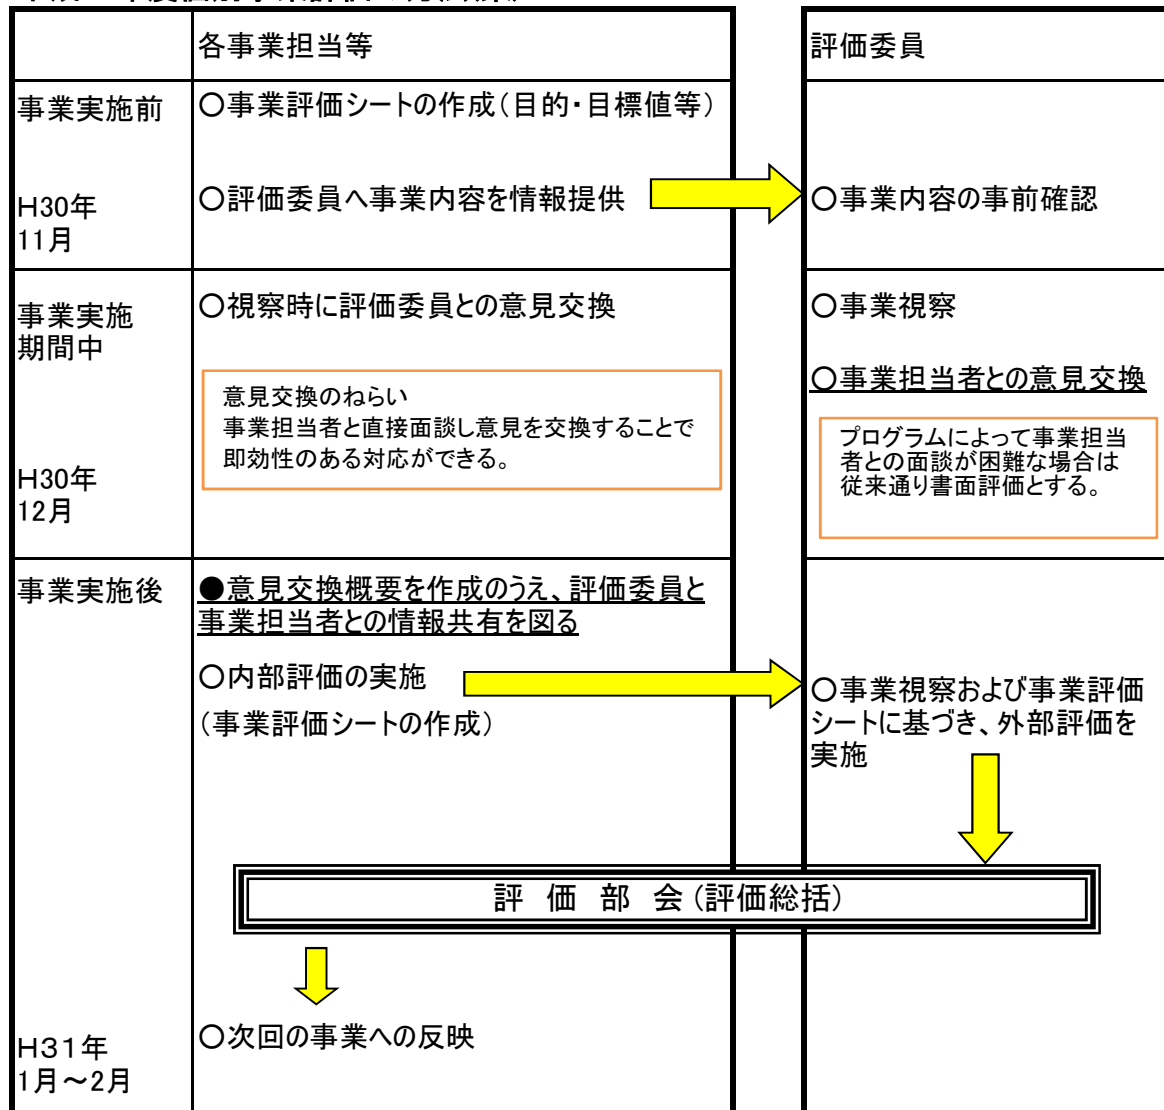 各事業担当等
評価委員
事業実施前
〇事業評価シートの作成(目的・目標値等)
H30年
11月
〇評価委員へ事業内容を情報提供
〇事業内容の事前確認
事業実施
期間中
〇視察時に評価委員との意見交換
意見交換のねらい
事業担当者と直接面談し意見を交換することで
即効性のある対応ができる。
〇事業視察
〇事業担当者との意見交換
プログラムによって事業担当
者との面談が困難な場合は
従来通り書面評価とする。
H30年
12月
事業実施後
●意見交換概要を作成のうえ、評価委員と
事業担当者との情報共有を図る
〇内部評価の実施
(事業評価シートの作成)
〇事業視察および事業評価
シートに基づき、外部評価を
実施
評 価 部 会(評価総括)
〇次回の事業への反映
H31年
1月~2月